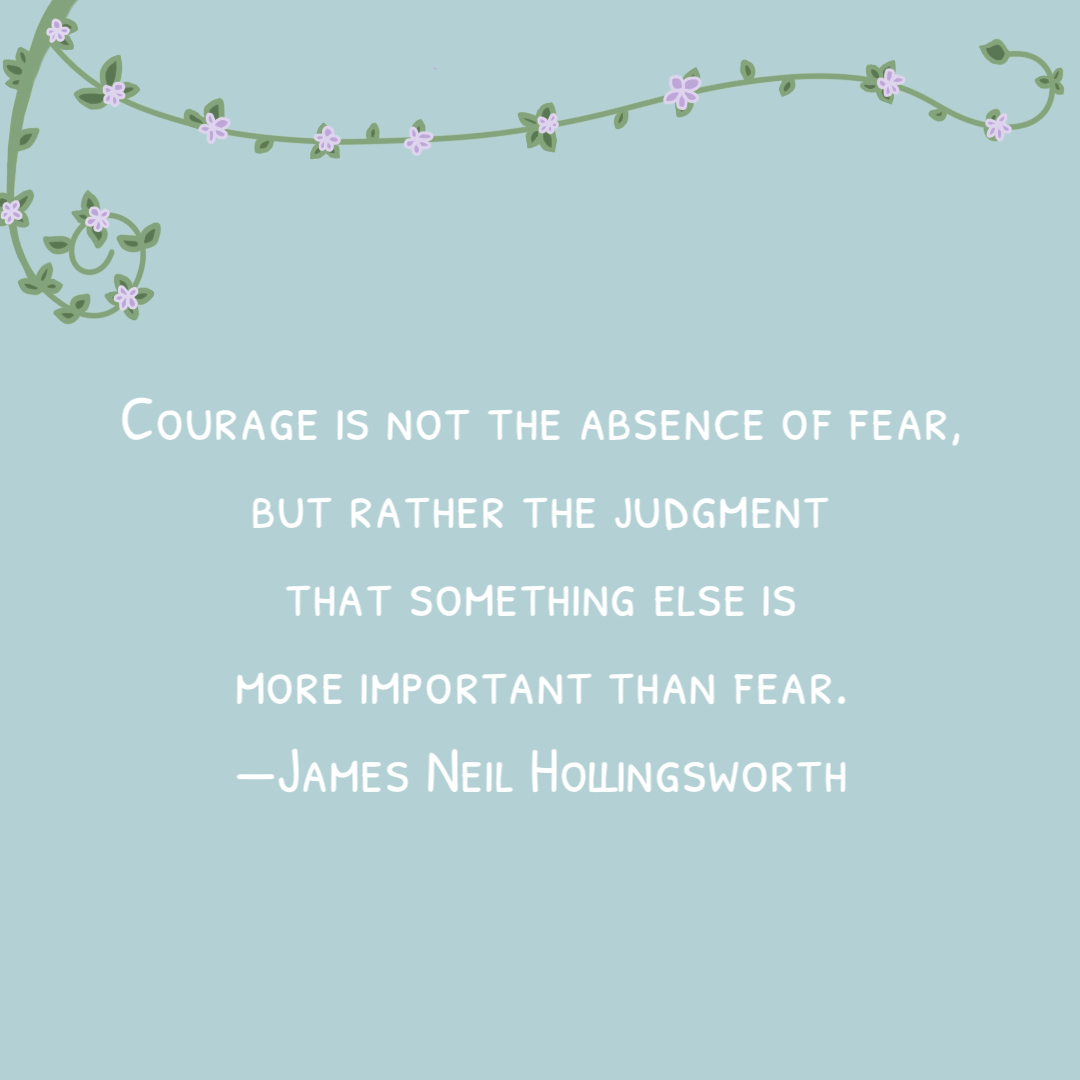 Courage is not the absence of fear,
but rather the judgment
that something else is
more important than fear.
—James Neil Hollingsworth